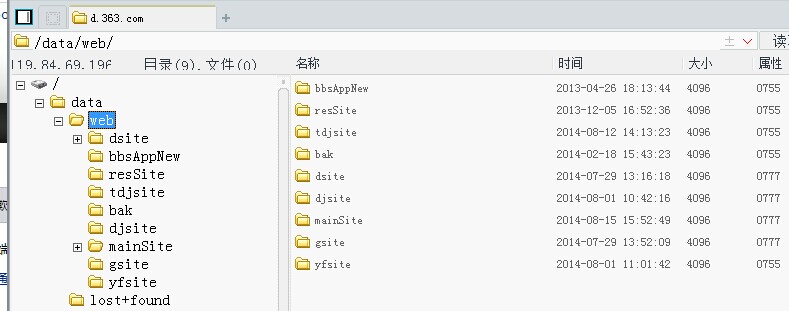 d.363.com
+
/data/web/
读
119.84.69.196 目录(9),文件(0)
名称 时间 大小 属性
/
data
web
dsite
bbsAppNew
resSite
tdjsite
bak
djsite
mainSite
gsite
yfsite
lost+found
bbsAppNew 2013-04-26 18:13:44 4096 0755
resSite 2013-12-05 16:52:36 4096 0755
tdjsite 2014-08-12 14:13:23 4096 0755
bak 2014-02-18 15:43:23 4096 0755
dsite 2014-07-29 13:16:18 4096 0777
djsite 2014-08-01 10:42:16 4096 0777
mainSite 2014-08-15 15:52:49 4096 0777
gsite 2014-07-29 13:52:09 4096 0777
yfsite 2014-08-01 11:01:42 4096 0755